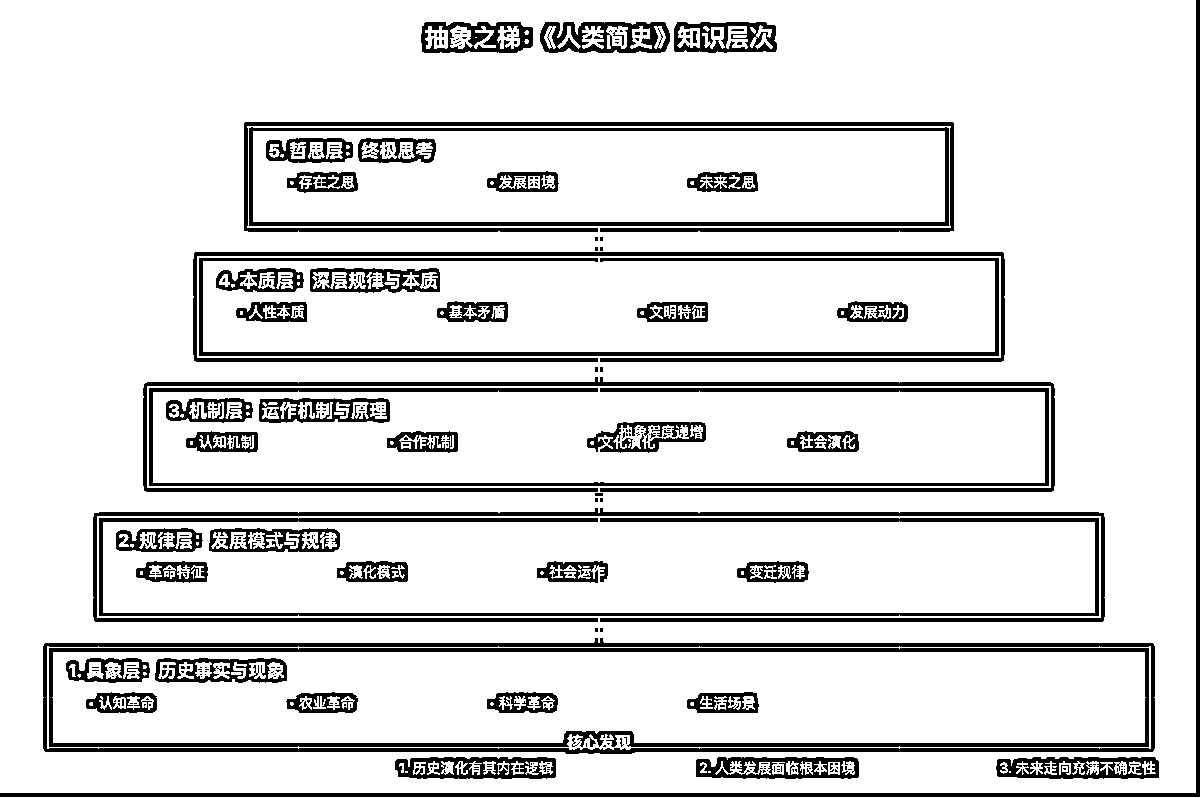 抽象之梯：《人类简史》知识层次
5. 哲思层：终极思考
• 存在之思 • 发展困境 • 未来之思
4. 本质层：深层规律与本质
• 人性本质 • 基本矛盾 • 文明特征 • 发展动力
3. 机制层：运作机制与原理
抽象程度递增
• 认知机制 • 合作机制 • 文化演化 • 社会演化
2. 规律层：发展模式与规律
• 革命特征 • 演化模式 • 社会运作 • 变迁规律
1. 具象层：历史事实与现象
• 认知革命 • 农业革命 • 科学革命 • 生活场景
核心发现
1. 历史演化有其内在逻辑 2. 人类发展面临根本困境 3. 未来走向充满不确定性